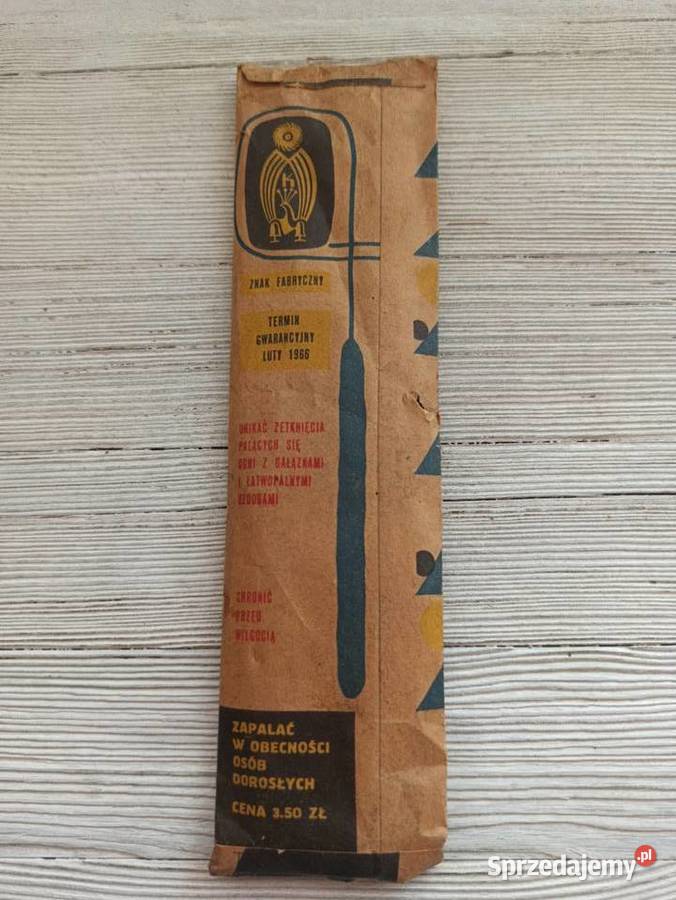 K
ZNAK FABRYCZNY
TERMIN
GWARANCYJNY
LUTY 1966
UNIKAĆ ZETKNIĘCIA
PALĄCYCH SIĘ
OGNI Z GAŁĄZKAMI
I ŁATWOPALNYMI
OZDOBAMI
CHRONIĆ
PRZED
WILGOCIĄ
ZAPALAĆ
W OBECNOŚCI
OSÓB
DOROSŁYCH
CENA 3.50 ZŁ
Sprzedajemy.pl